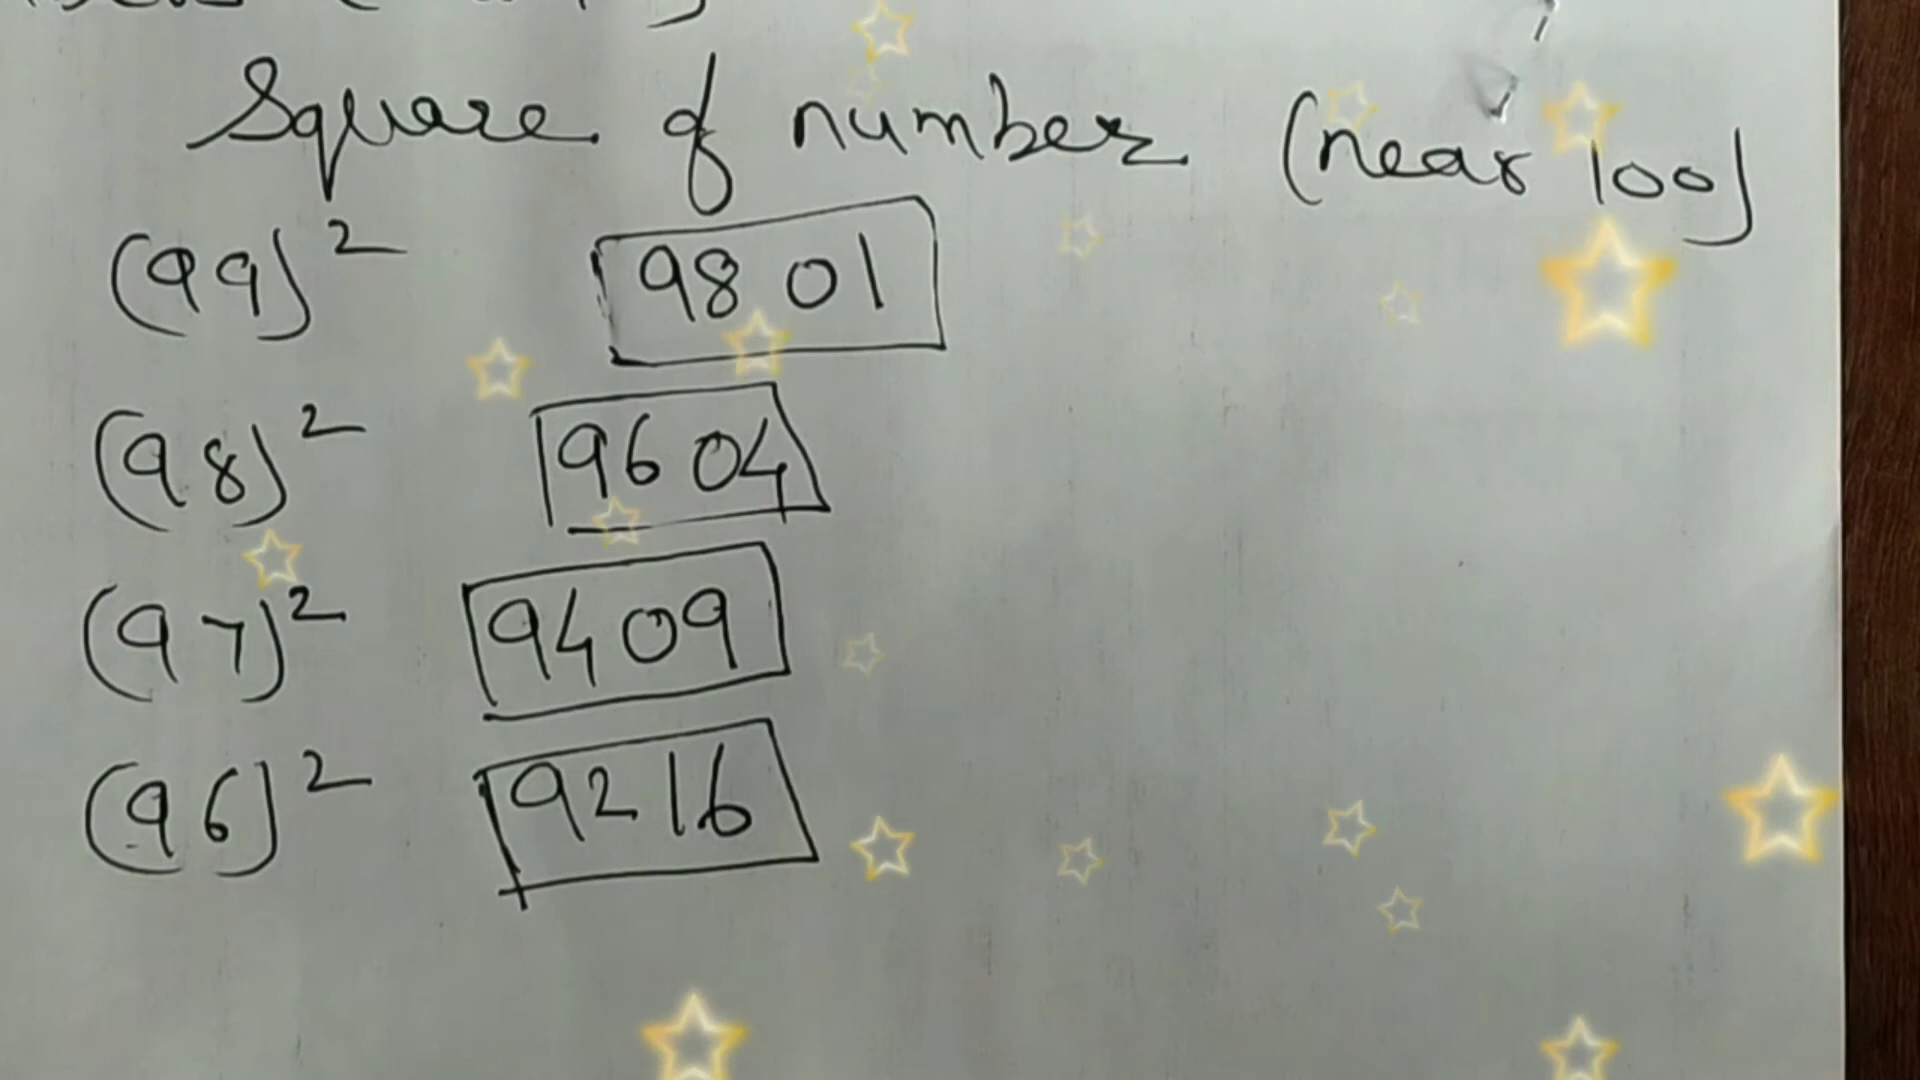 Square of number (near 100)
(99)² 9801
(98)² 9604
(97)² 9409
(96)² 9216